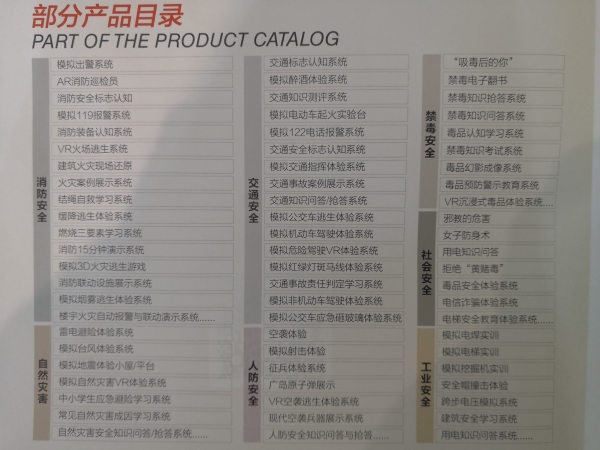 部分产品目录
PART OF THE PRODUCT CATALOG
消防安全
模拟出警系统
AR消防巡检员
消防安全标志认知
模拟119报警系统
消防装备认知系统
VR火场逃生系统
建筑火灾现场还原
火灾案例展示系统
结绳自救学习系统
缓降逃生体验系统
燃烧三要素学习系统
消防15分钟演示系统
模拟3D火灾逃生游戏
消防联动设施展示系统
模拟烟雾逃生体验系统
楼宇火灾自动报警与联动演示系统......
自然灾害
雷电避险体验系统
模拟台风体验系统
模拟地震体验小屋/平台
模拟自然灾害VR体验系统
中小学生应急避险学习系统
常见自然灾害成因学习系统
自然灾害安全知识问答/抢答系统......
交通安全
交通标志认知系统
模拟醉酒体验系统
交通知识测评系统
模拟电动车起火实验台
模拟122电话报警系统
交通安全标志认知系统
模拟交通指挥体验系统
交通事故案例展示系统
交通知识问答/抢答系统
模拟公交车逃生体验系统
模拟机动车驾驶体验系统
模拟危险驾驶VR体验系统
模拟红绿灯斑马线体验系统
交通事故责任判定学习系统
模拟非机动车驾驶体验系统
模拟公交车应急砸玻璃体验系统
人防安全
空袭体验
模拟射击体验
征兵体验系统
广岛原子弹展示
VR空袭逃生体验系统
现代空袭兵器展示系统
人防安全知识问答与抢答......
禁毒安全
“吸毒后的你”
禁毒电子翻书
禁毒知识抢答系统
禁毒知识问答系统
毒品认知学习系统
禁毒知识考试系统
毒品幻影成像系统
毒品预防警示教育系统
VR沉浸式毒品体验系统....
社会安全
邪教的危害
女子防身术
用电知识问答
拒绝“黄赌毒”
毒品安全体验系统
电信诈骗体验系统
电梯安全教育体验系统......
工业安全
模拟电焊实训
模拟电梯实训
模拟挖掘机实训
安全帽撞击体验
跨步电压模拟系统
建筑安全学习系统
用电知识问答系统......